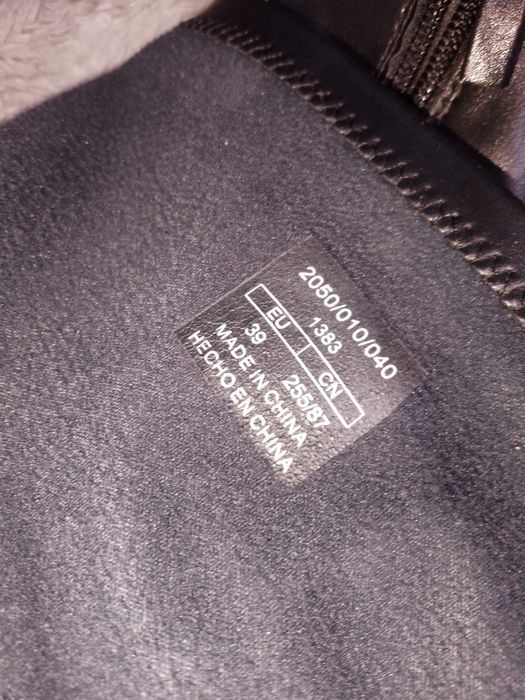 2050/010/040
1383
EU CN
39 255/87
MADE IN CHINA
HECHO EN CHINA